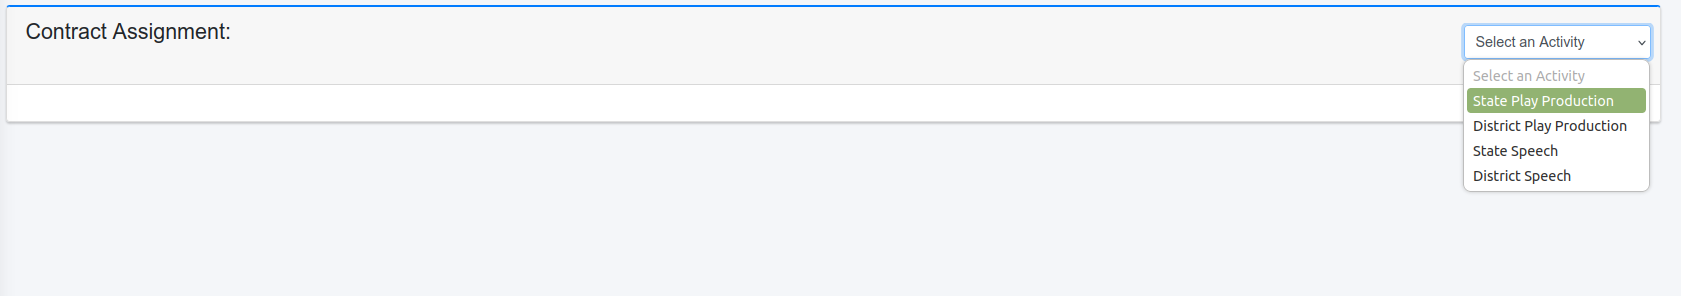 Contract Assignment:
Select an Activity
Select an Activity
State Play Production
District Play Production
State Speech
District Speech